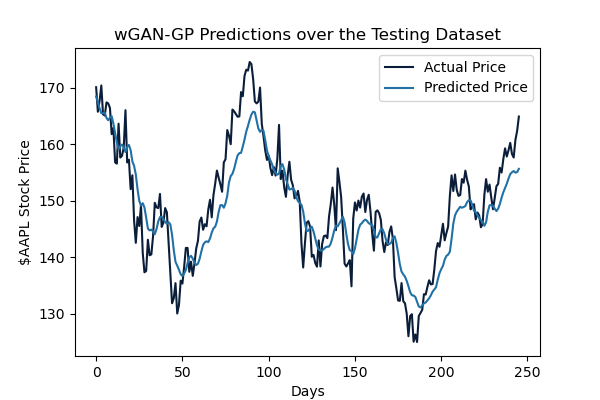 wGAN-GP Predictions over the Testing Dataset
Actual Price
Predicted Price
170
160
150
140
130
$AAPL Stock Price
0
50
100
150
200
250
Days